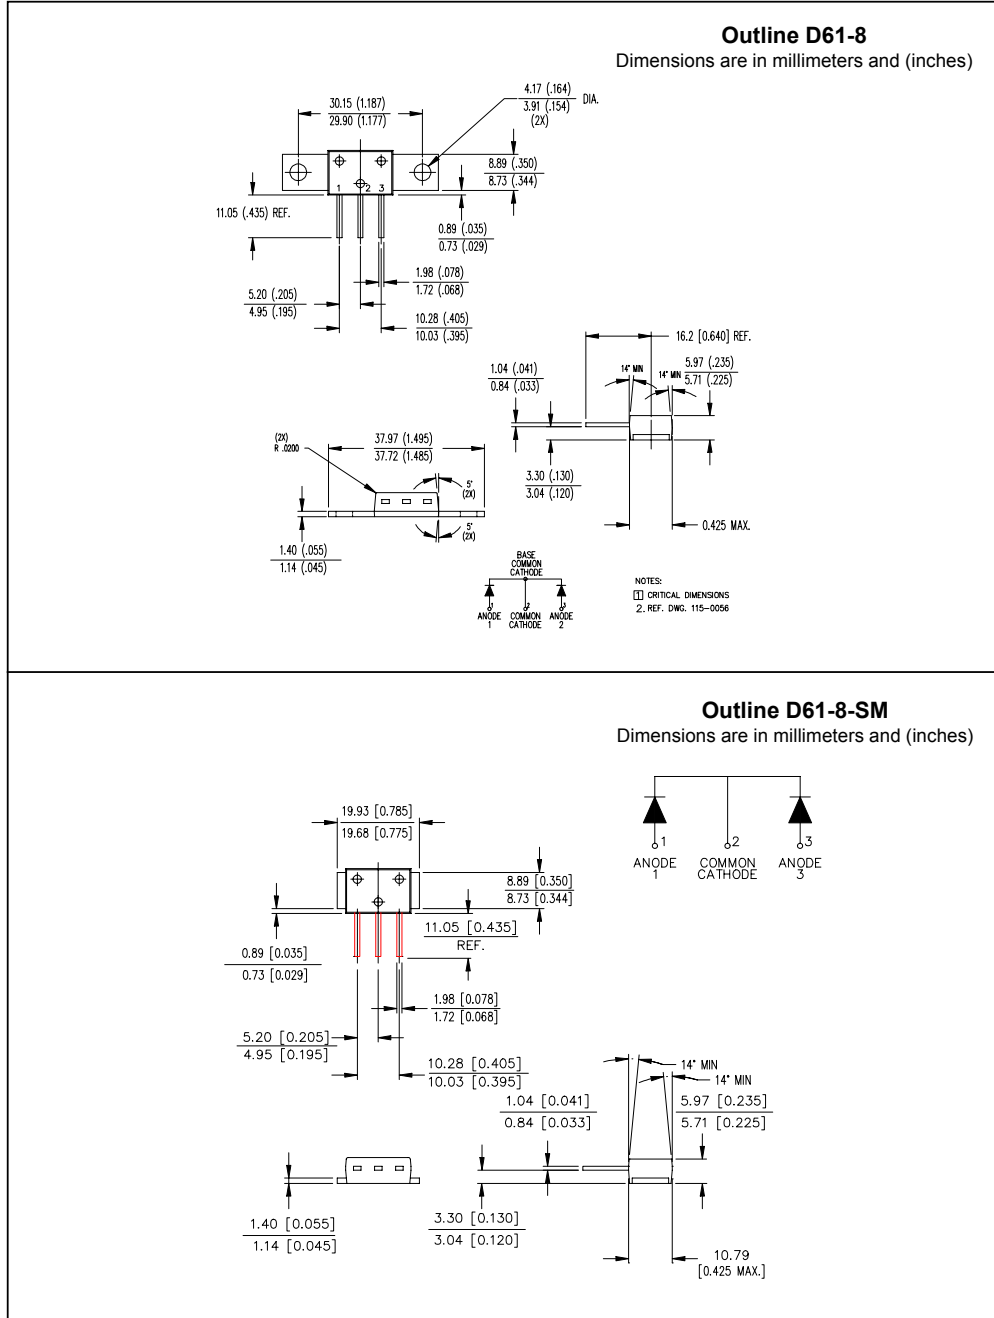 Outline D61-8
Dimensions are in millimeters and (inches)
30.15 (1.187)
29.90 (1.177)
4.17 (.164)
3.91 (.154)
(2X)
DIA.
8.89 (.350)
8.73 (.344)
1 2 3
11.05 (.435) REF.
0.89 (.035)
0.73 (.029)
1.98 (.078)
1.72 (.068)
5.20 (.205)
4.95 (.195)
10.28 (.405)
10.03 (.395)
16.2 [0.640] REF.
1.04 (.041)
0.84 (.033)
14° MIN
14° MIN
5.97 (.235)
5.71 (.225)
(2X)
R .0200
37.97 (1.495)
37.72 (1.485)
5°
(2X)
3.30 (.130)
3.04 (.120)
0.425 MAX.
5°
(2X)
1.40 (.055)
1.14 (.045)
BASE
COMMON
CATHODE
1 2 3
ANODE
1
COMMON
CATHODE
ANODE
2
NOTES:
1 CRITICAL DIMENSIONS
2. REF. DWG. 115-0056
Outline D61-8-SM
Dimensions are in millimeters and (inches)
19.93 [0.785]
19.68 [0.775]
1 2 3
ANODE
1
COMMON
CATHODE
ANODE
3
8.89 [0.350]
8.73 [0.344]
11.05 [0.435]
REF.
0.89 [0.035]
0.73 [0.029]
1.98 [0.078]
1.72 [0.068]
5.20 [0.205]
4.95 [0.195]
10.28 [0.405]
10.03 [0.395]
14° MIN
14° MIN
1.04 [0.041]
0.84 [0.033]
5.97 [0.235]
5.71 [0.225]
1.40 [0.055]
1.14 [0.045]
3.30 [0.130]
3.04 [0.120]
10.79
[0.425 MAX.]